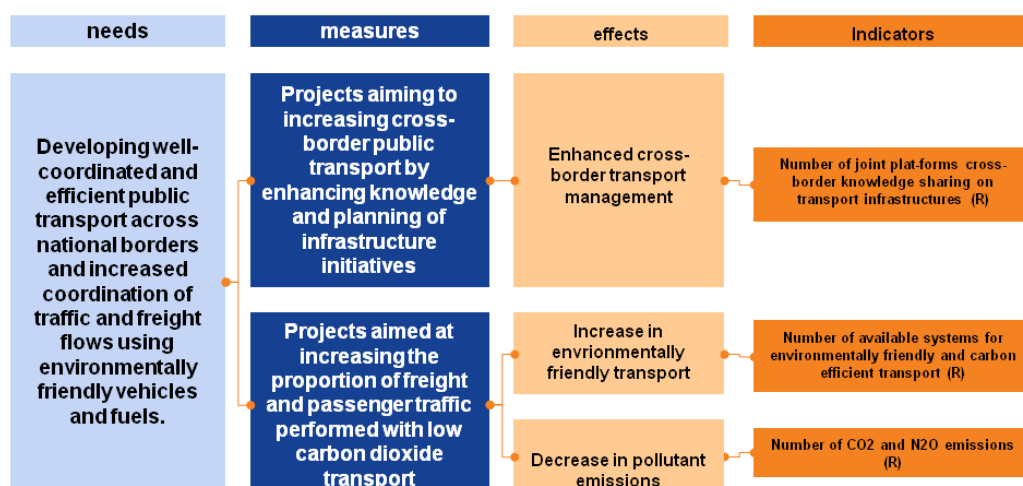 needs
measures
effects
Indicators
Developing well-
coordinated and
efficient public
transport across
national borders
and increased
coordination of
traffic and freight
flows using
environmentally
friendly vehicles
and fuels.
Projects aiming to
increasing cross-
border public
transport by
enhancing knowledge
and planning of
infrastructure
initiatives
Enhanced cross-
border transport
management
Number of joint plat-forms cross-
border knowledge sharing on
transport infrastructures (R)
Projects aimed at
increasing the
proportion of freight
and passenger traffic
performed with low
carbon dioxide
transport
Increase in
envrionmentally
friendly transport
Number of available systems for
environmentally friendly and carbon
efficient transport (R)
Decrease in pollutant
emissions
Number of CO2 and N2O emissions
(R)